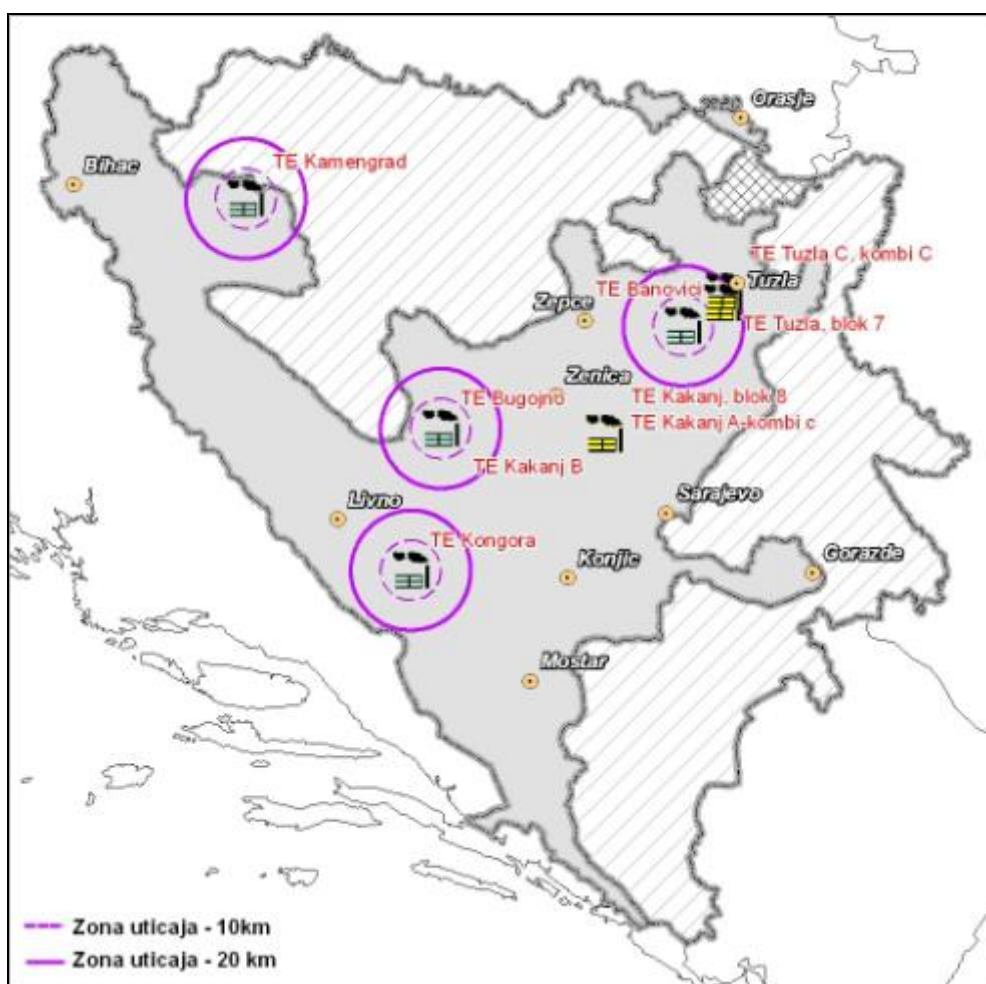 Orasje
TE Kamengrad
Bihac
TE Tuzla C, kombi C
Tuzla
TE Banovici
Zepce
TE Tuzla, blok 7
Zenica
TE Kakanj, blok 8
TE Bugojno
TE Kakanj A-kombi c
TE Kakanj B
Livno
Sarajevo
TE Kongora
Konjic
Gorazde
Mostar
Zona uticaja - 10km
Zona uticaja - 20 km